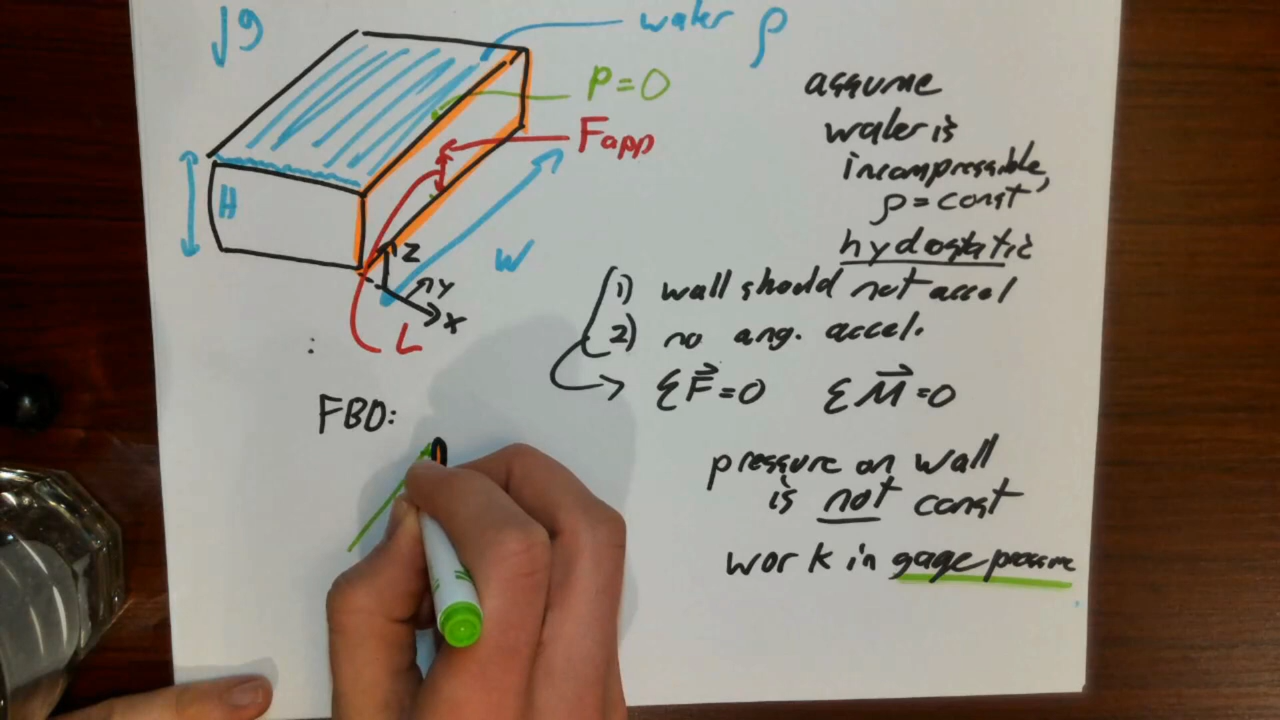 g
water ρ
P=0
Fapp
H
W
z
y
x
L
assume
water is
incompressible,
ρ=const
hydostatic
1) wall should not accel
2) no ang. accel.
ΣF⃗=0 ΣM⃗=0
FBD:
pressure on wall
is not const
work in gage pressure